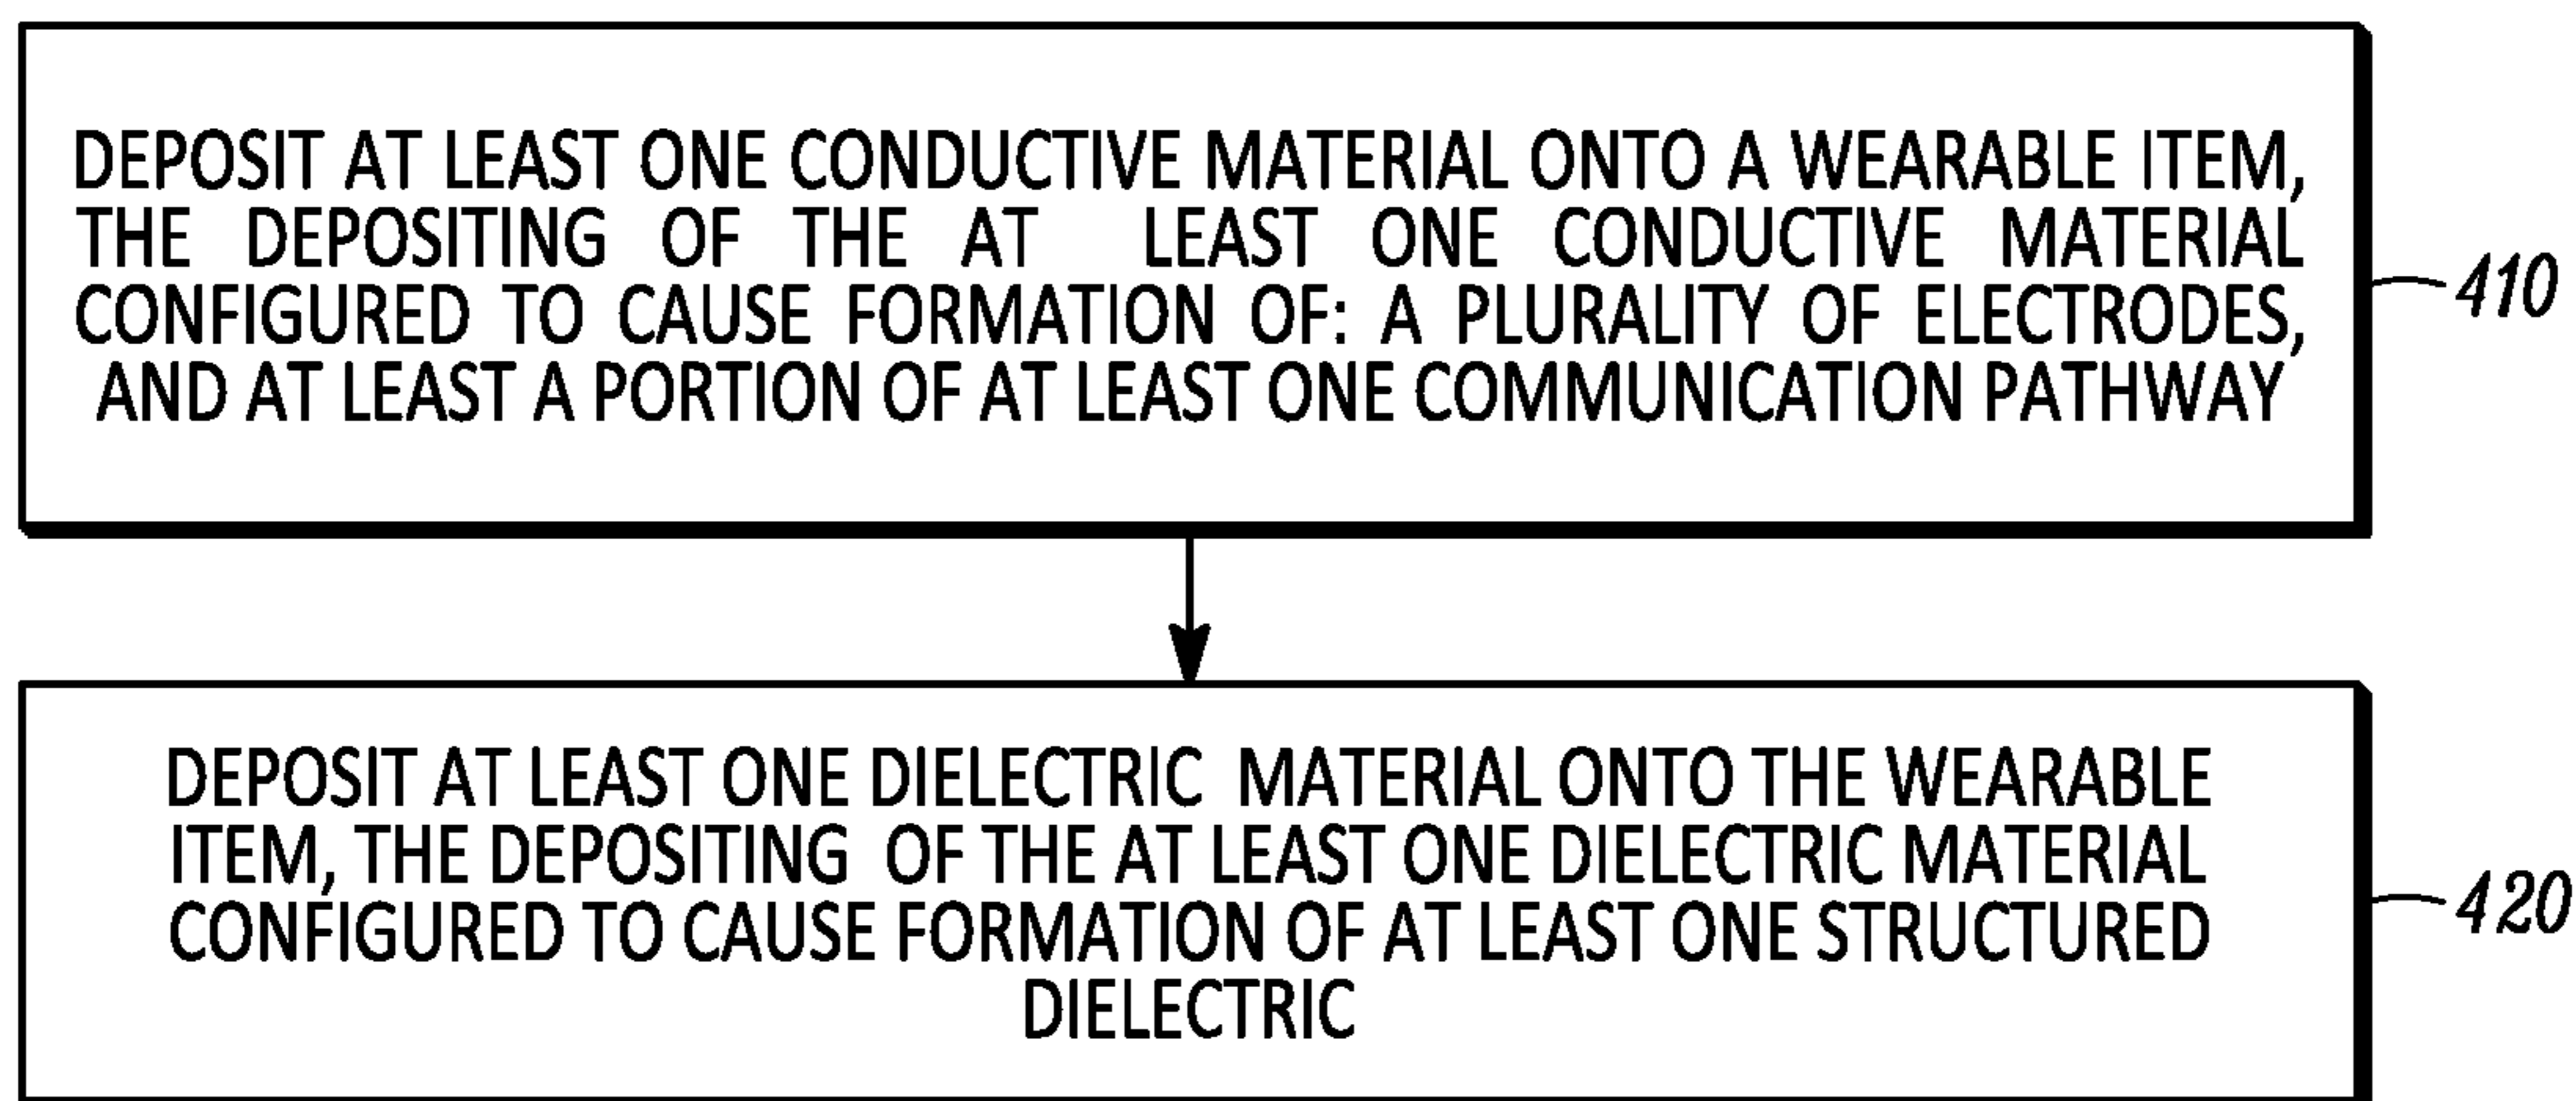 DEPOSIT AT LEAST ONE CONDUCTIVE MATERIAL ONTO A WEARABLE ITEM,
THE DEPOSITING OF THE AT LEAST ONE CONDUCTIVE MATERIAL
CONFIGURED TO CAUSE FORMATION OF: A PLURALITY OF ELECTRODES,
AND AT LEAST A PORTION OF AT LEAST ONE COMMUNICATION PATHWAY
410
DEPOSIT AT LEAST ONE DIELECTRIC MATERIAL ONTO THE WEARABLE
ITEM, THE DEPOSITING OF THE AT LEAST ONE DIELECTRIC MATERIAL
CONFIGURED TO CAUSE FORMATION OF AT LEAST ONE STRUCTURED
DIELECTRIC
420